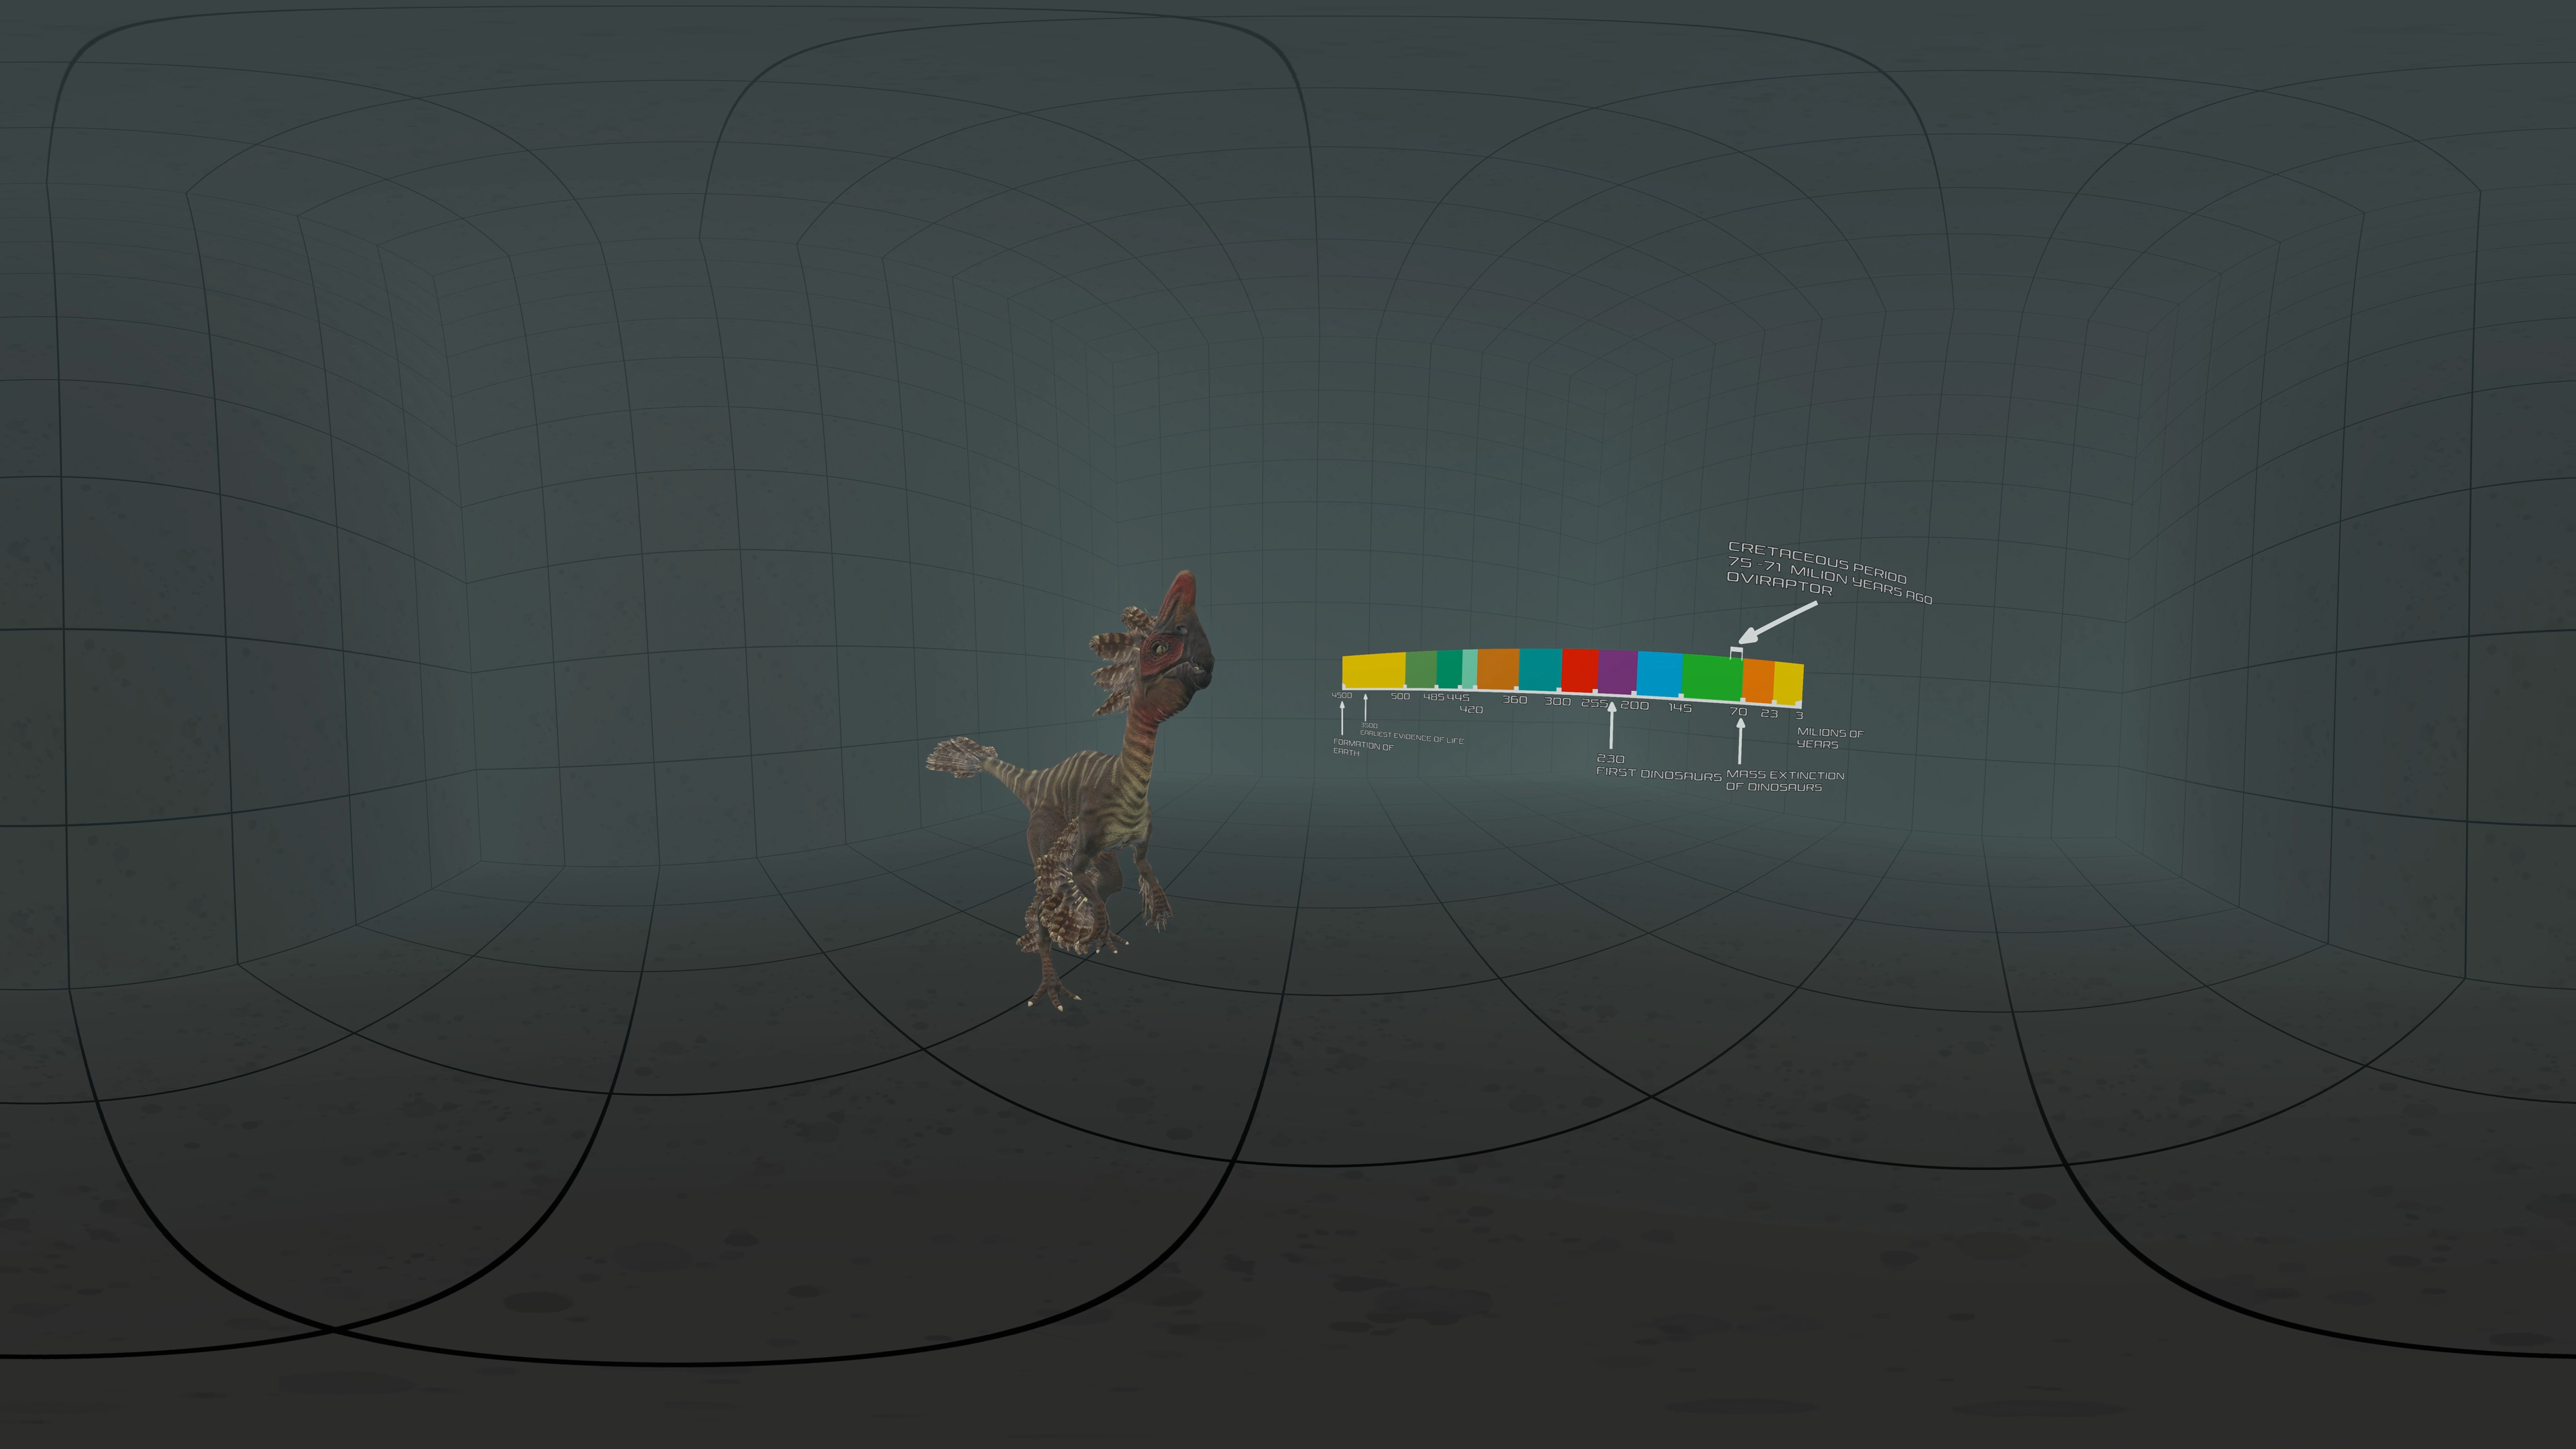 CRETACEOUS PERIOD
75 -71 MILION YEARS AGO
OVIRAPTOR
4500
500
485
445
420
360
300
255
200
145
70
23
3
3500
EARLIEST EVIDENCE OF LIFE
FORMATION OF
EARTH
230
FIRST DINOSAURS
MASS EXTINCTION
OF DINOSAURS
MILIONS OF
YEARS